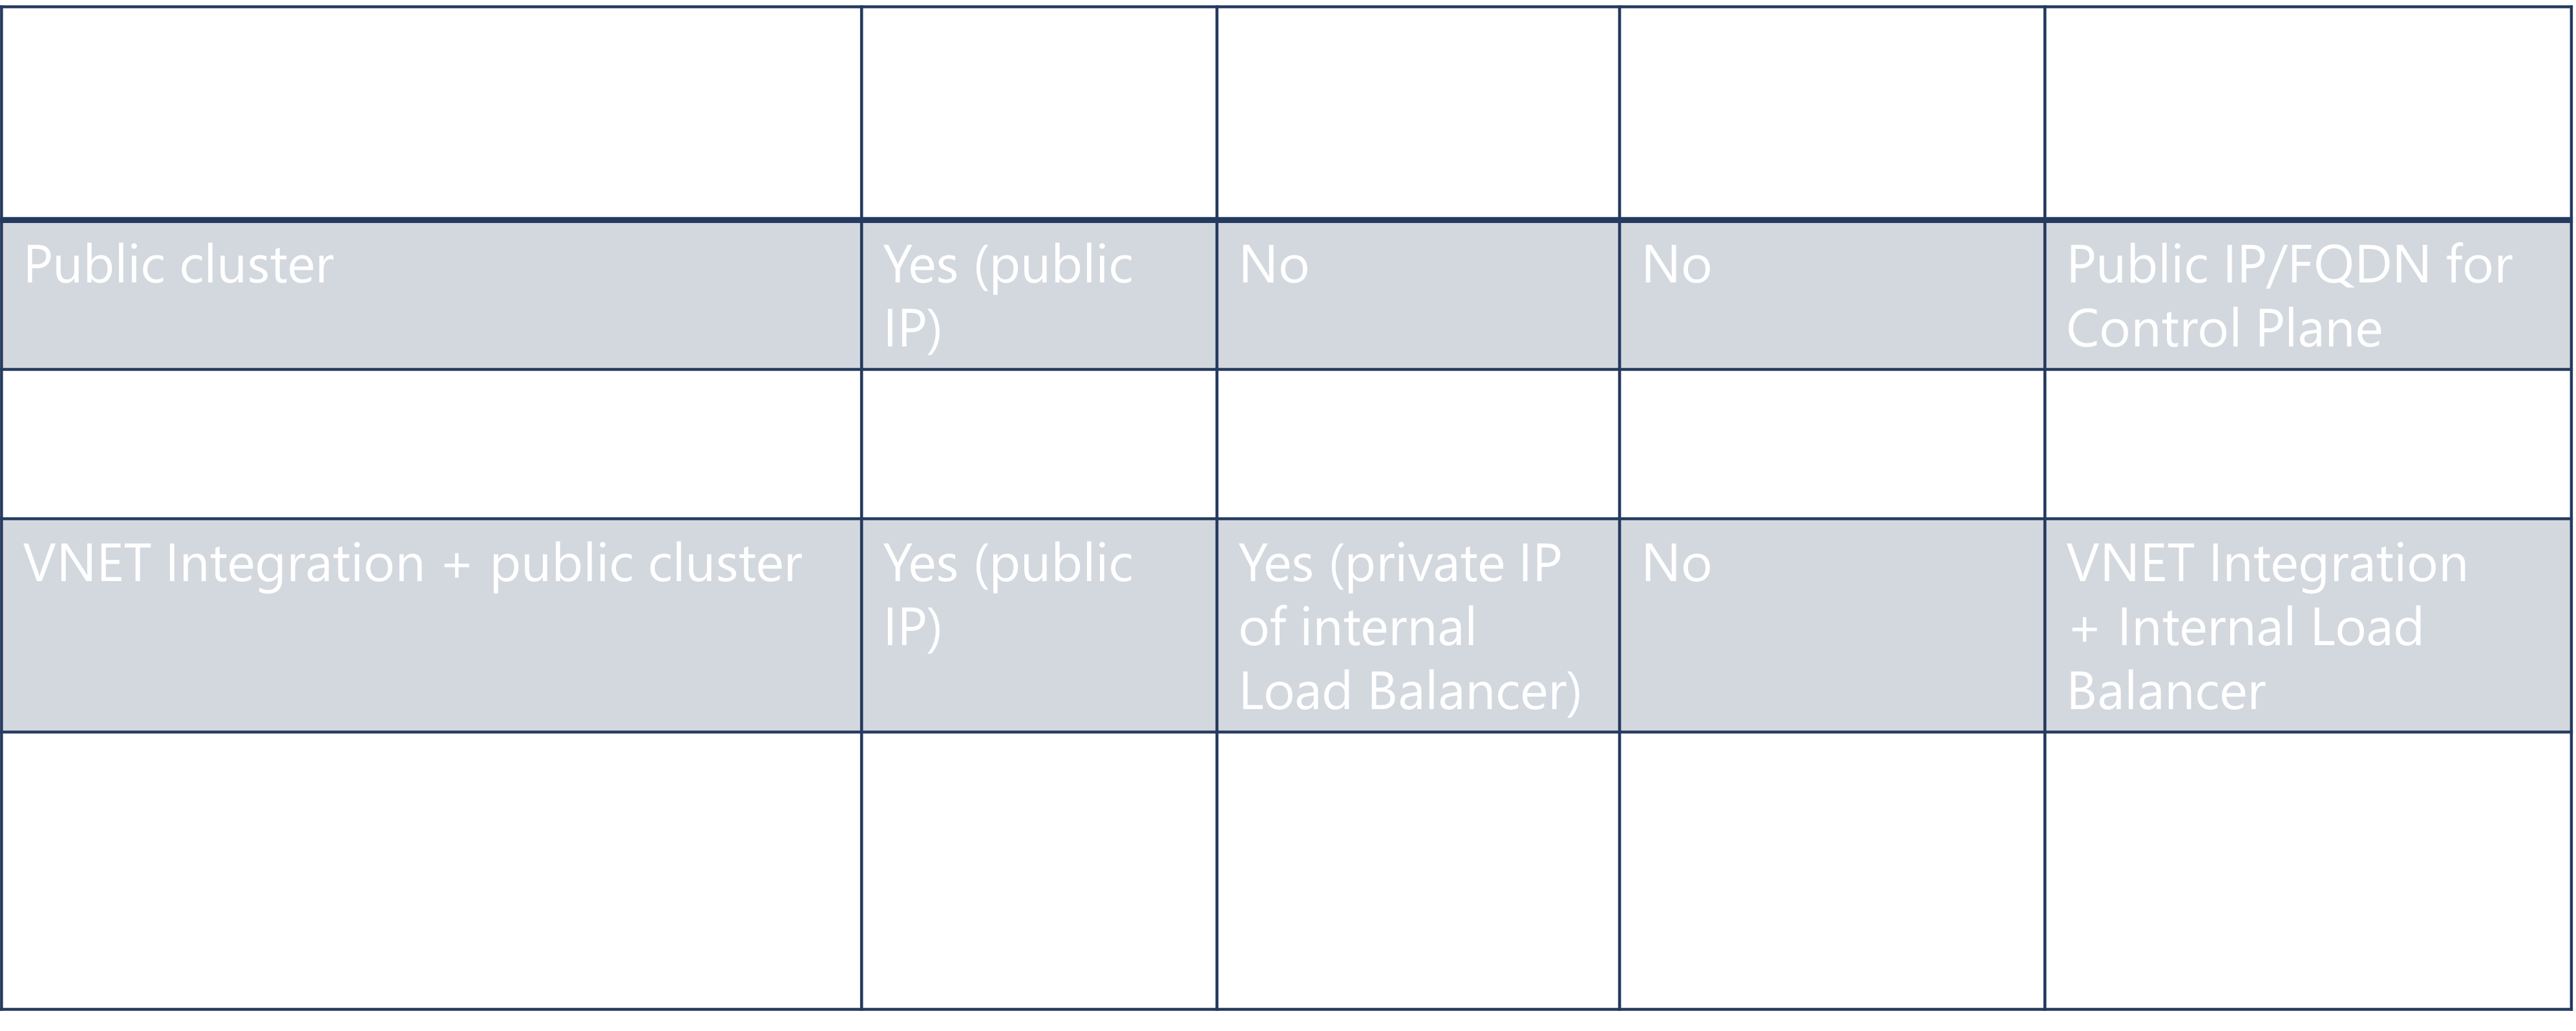 Public cluster
Yes (public
IP)
No
No
Public IP/FQDN for
Control Plane
VNET Integration + public cluster
Yes (public
IP)
Yes (private IP
of internal
Load Balancer)
No
VNET Integration
+ Internal Load
Balancer